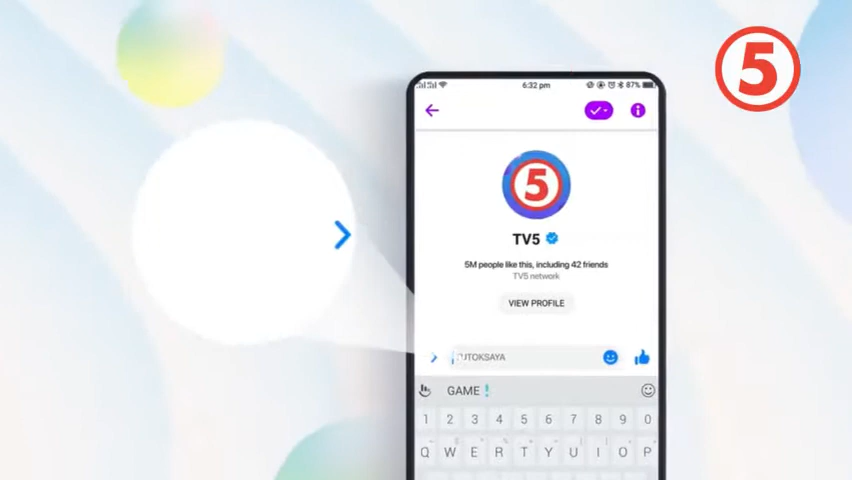 5
6:32 pm
87%
5
TV5
5M people like this, including 42 friends
TV5 network
VIEW PROFILE
UTOKSAYA
GAME !
1 2 3 4 5 6 7 8 9 0
Q W E R T Y U I O P